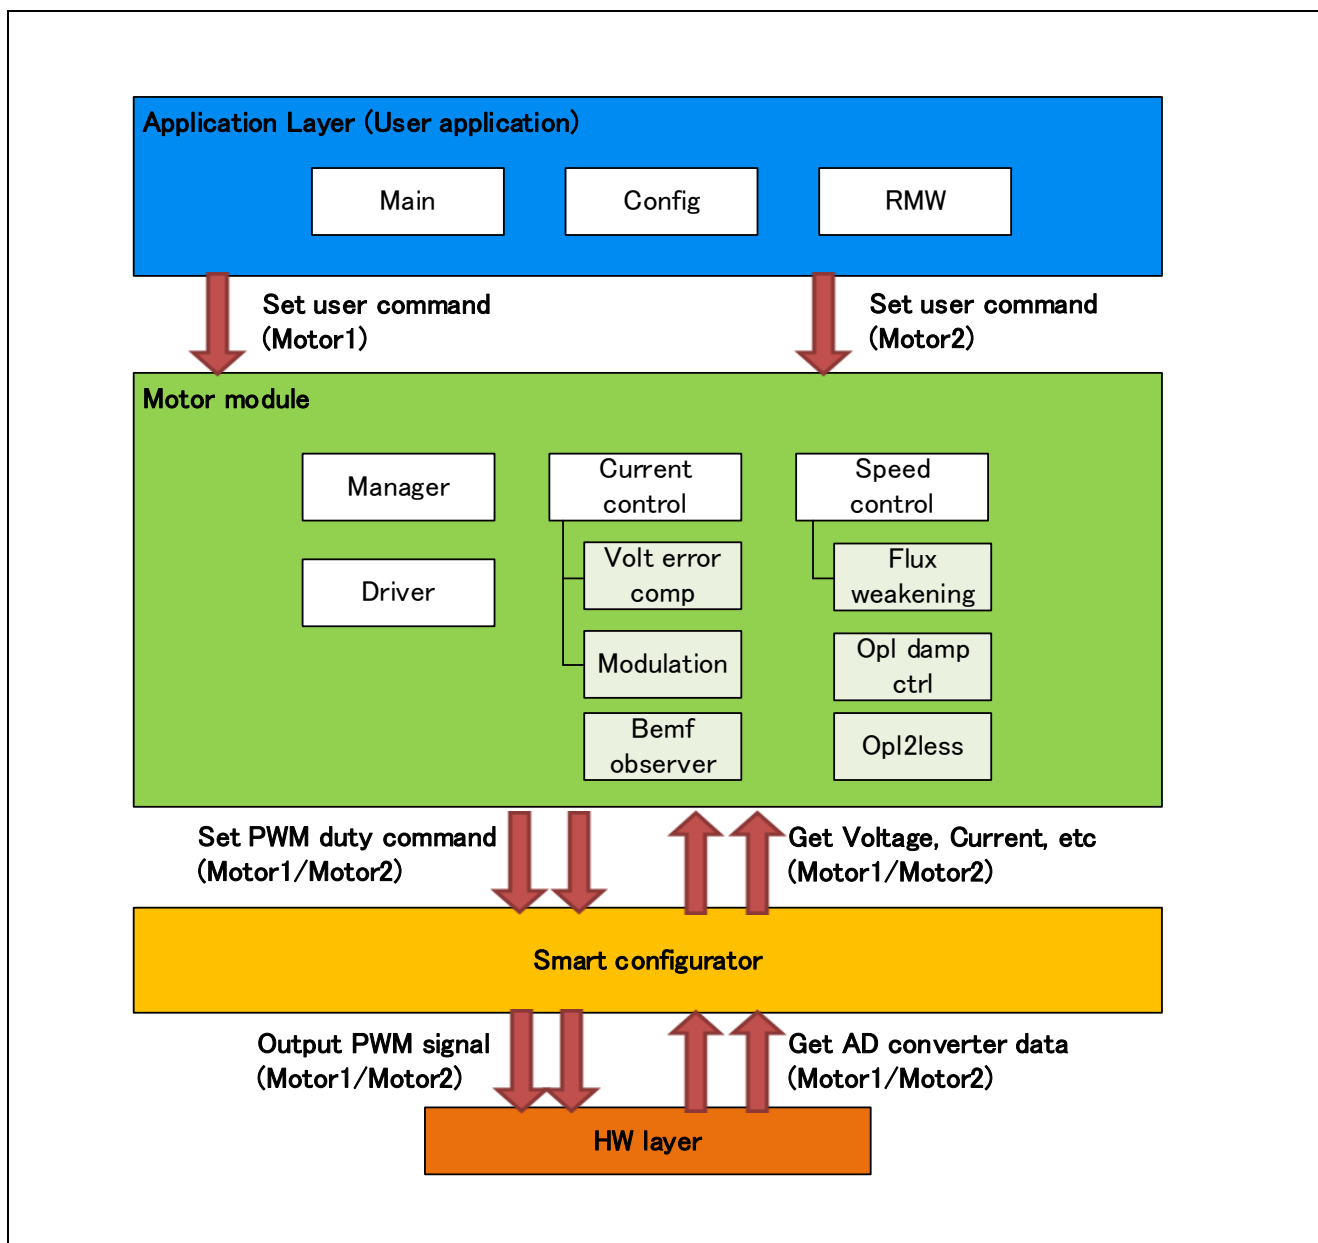 Application Layer (User application)
Main
Config
RMW
Set user command
(Motor1)
Set user command
(Motor2)
Motor module
Manager
Driver
Current
control
Volt error
comp
Modulation
Bemf
observer
Speed
control
Flux
weakening
Opl damp
ctrl
Opl2less
Set PWM duty command
(Motor1/Motor2)
Get Voltage, Current, etc
(Motor1/Motor2)
Smart configurator
Output PWM signal
(Motor1/Motor2)
Get AD converter data
(Motor1/Motor2)
HW layer